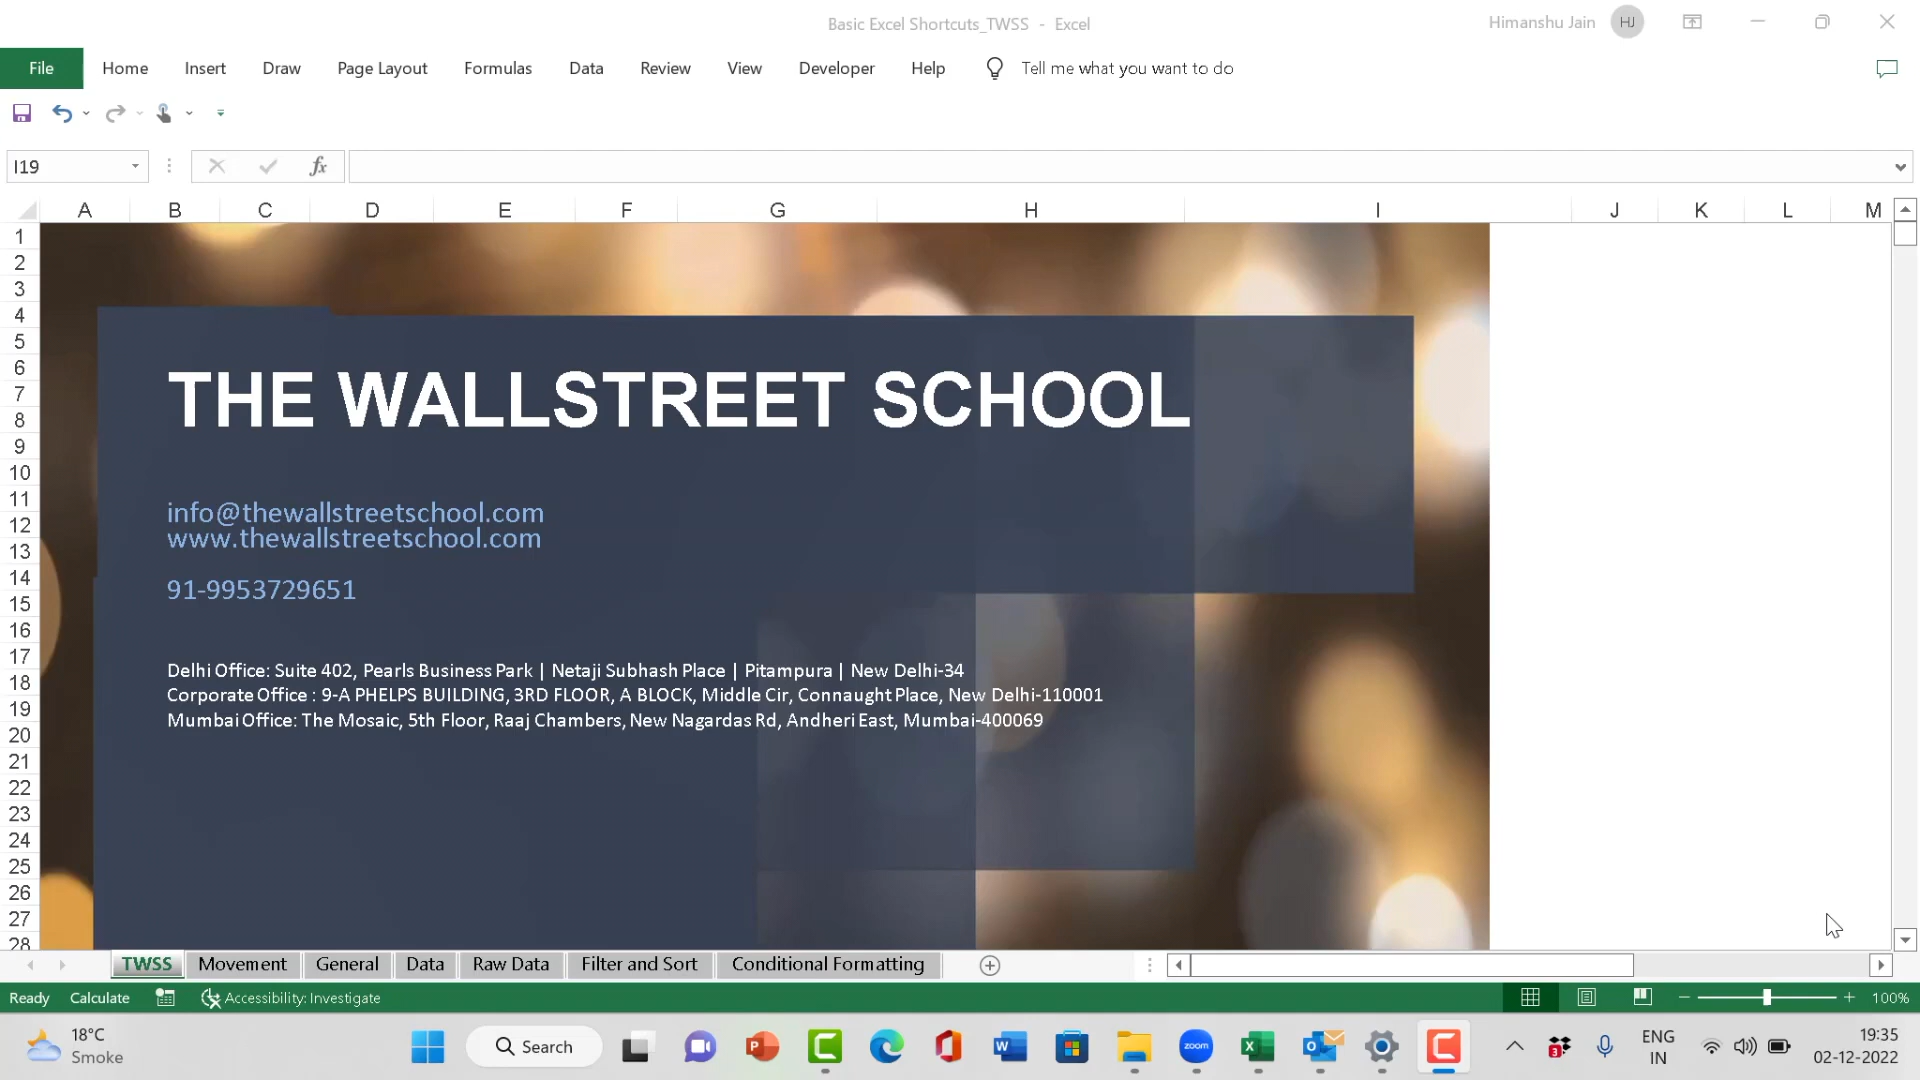 Basic Excel Shortcuts_TWSS - Excel
Himanshu Jain HJ
File Home Insert Draw Page Layout Formulas Data Review View Developer Help Tell me what you want to do
I19 fx
A B C D E F G H I J K L M
1
2
3
4
5
6
7
8
9
10
11
12
13
14
15
16
17
18
19
20
21
22
23
24
25
26
27
28
THE WALLSTREET SCHOOL
info@thewallstreetschool.com
www.thewallstreetschool.com
91-9953729651
Delhi Office: Suite 402, Pearls Business Park | Netaji Subhash Place | Pitampura | New Delhi-34
Corporate Office : 9-A PHELPS BUILDING, 3RD FLOOR, A BLOCK, Middle Cir, Connaught Place, New Delhi-110001
Mumbai Office: The Mosaic, 5th Floor, Raaj Chambers, New Nagardas Rd, Andheri East, Mumbai-400069
TWSS Movement General Data Raw Data Filter and Sort Conditional Formatting
Ready Calculate Accessibility: Investigate 100%
18°C
Smoke
Search
zoom
3
ENG
IN
19:35
02-12-2022